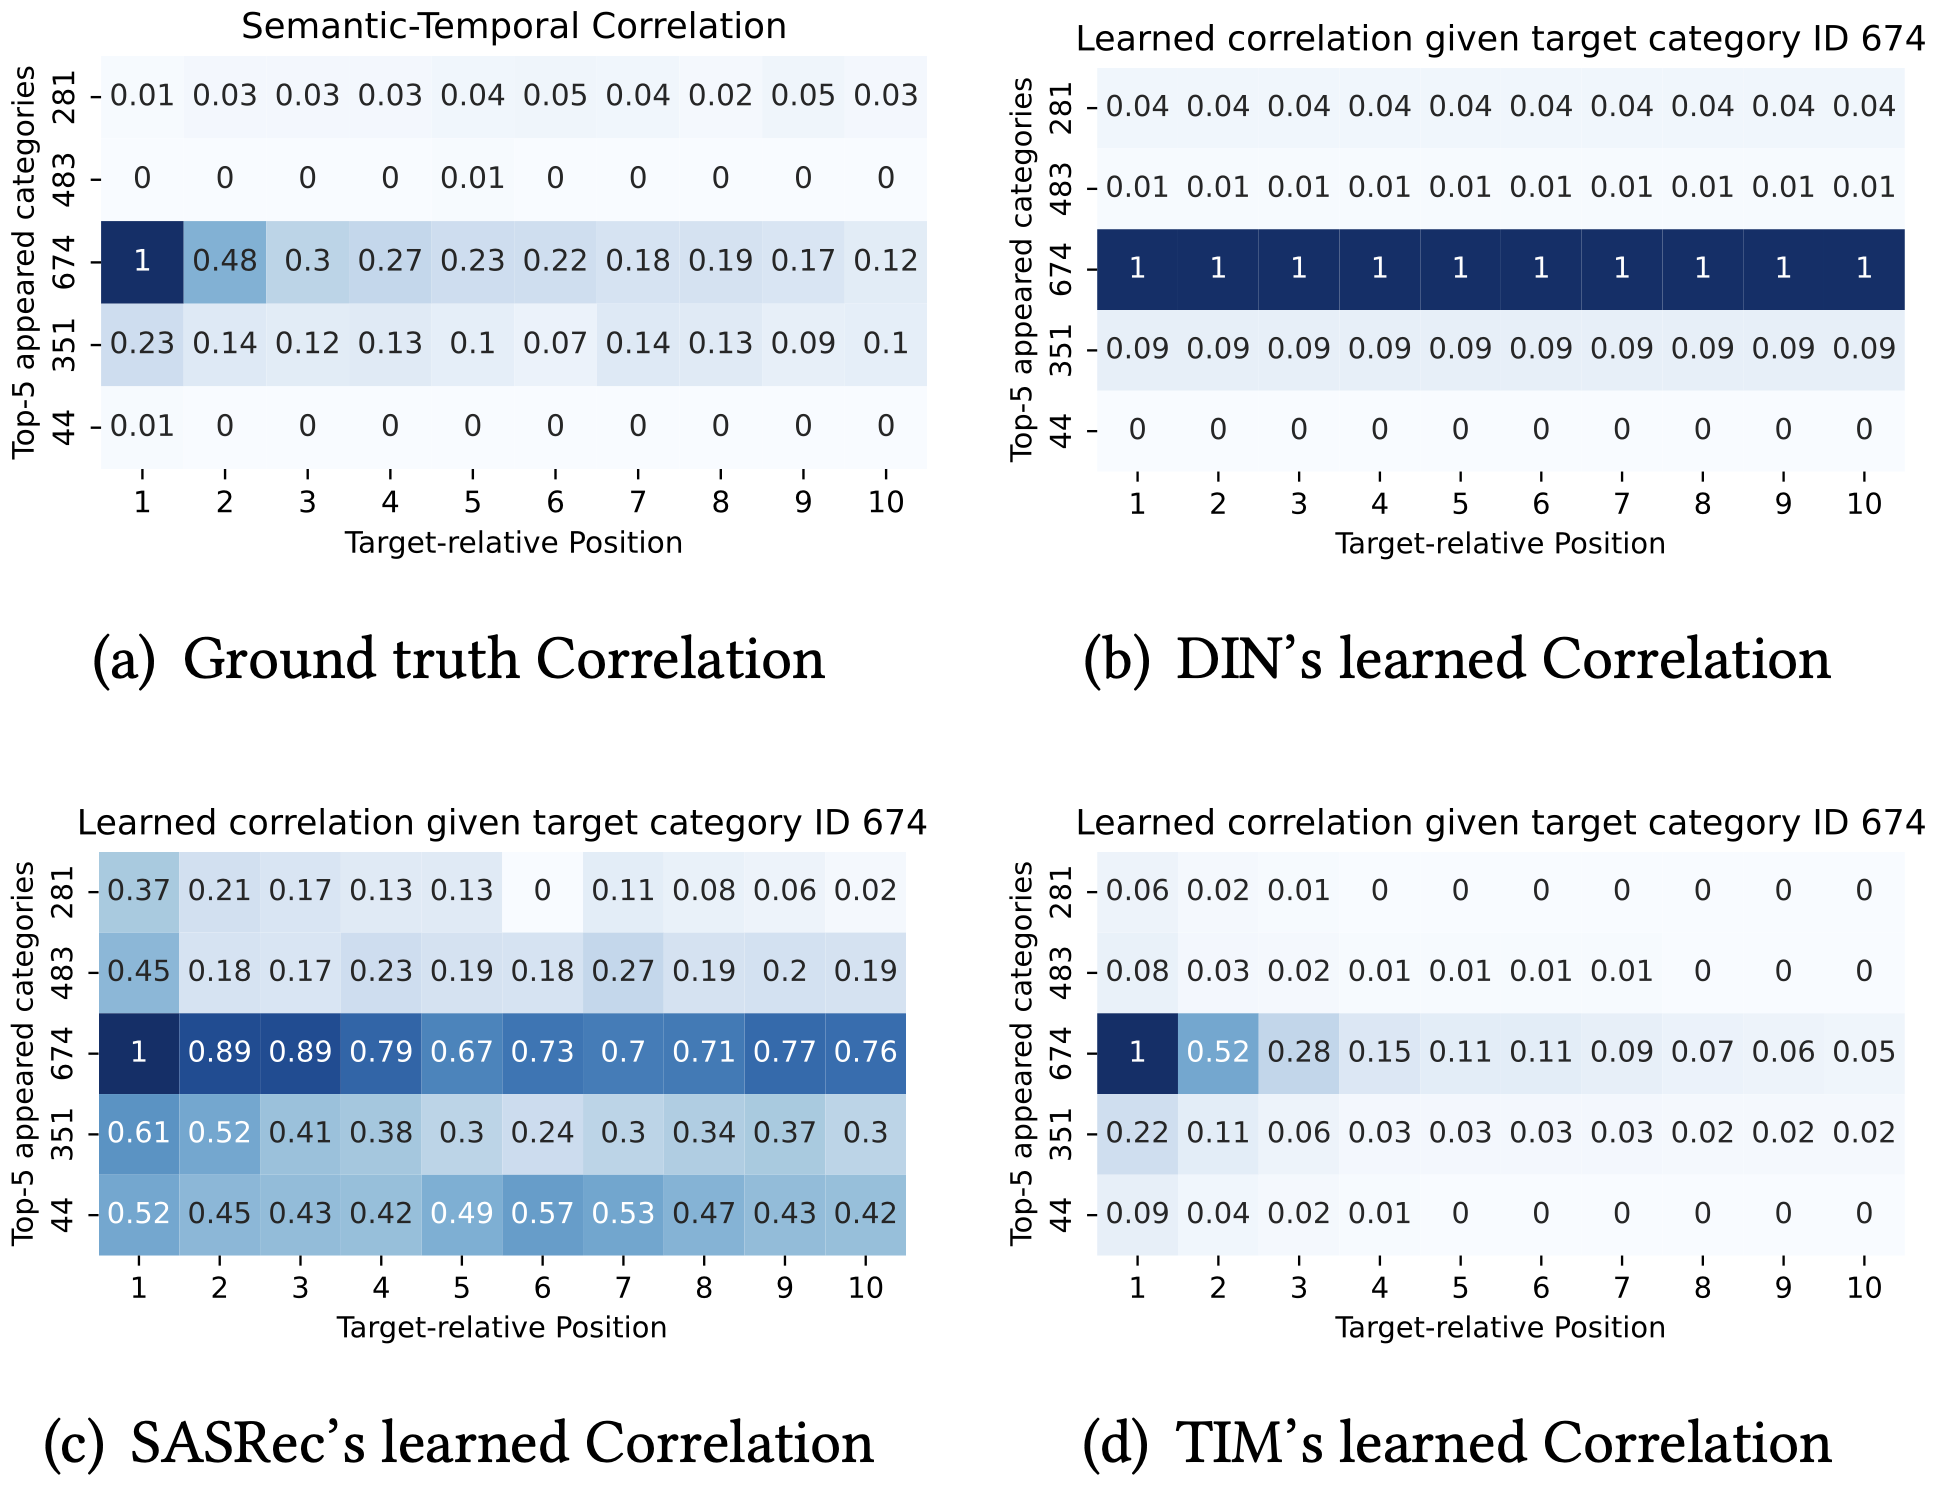 Semantic-Temporal Correlation
Top-5 appeared categories
281 0.01 0.03 0.03 0.03 0.04 0.05 0.04 0.02 0.05 0.03
483 0 0 0 0 0.01 0 0 0 0 0
674 1 0.48 0.3 0.27 0.23 0.22 0.18 0.19 0.17 0.12
351 0.23 0.14 0.12 0.13 0.1 0.07 0.14 0.13 0.09 0.1
44 0.01 0 0 0 0 0 0 0 0 0
1 2 3 4 5 6 7 8 9 10
Target-relative Position
(a) Ground truth Correlation
Learned correlation given target category ID 674
Top-5 appeared categories
281 0.04 0.04 0.04 0.04 0.04 0.04 0.04 0.04 0.04 0.04
483 0.01 0.01 0.01 0.01 0.01 0.01 0.01 0.01 0.01 0.01
674 1 1 1 1 1 1 1 1 1 1
351 0.09 0.09 0.09 0.09 0.09 0.09 0.09 0.09 0.09 0.09
44 0 0 0 0 0 0 0 0 0 0
1 2 3 4 5 6 7 8 9 10
Target-relative Position
(b) DIN’s learned Correlation
Learned correlation given target category ID 674
Top-5 appeared categories
281 0.37 0.21 0.17 0.13 0.13 0 0.11 0.08 0.06 0.02
483 0.45 0.18 0.17 0.23 0.19 0.18 0.27 0.19 0.2 0.19
674 1 0.89 0.89 0.79 0.67 0.73 0.7 0.71 0.77 0.76
351 0.61 0.52 0.41 0.38 0.3 0.24 0.3 0.34 0.37 0.3
44 0.52 0.45 0.43 0.42 0.49 0.57 0.53 0.47 0.43 0.42
1 2 3 4 5 6 7 8 9 10
Target-relative Position
(c) SASRec’s learned Correlation
Learned correlation given target category ID 674
Top-5 appeared categories
281 0.06 0.02 0.01 0 0 0 0 0 0 0
483 0.08 0.03 0.02 0.01 0.01 0.01 0.01 0 0 0
674 1 0.52 0.28 0.15 0.11 0.11 0.09 0.07 0.06 0.05
351 0.22 0.11 0.06 0.03 0.03 0.03 0.03 0.02 0.02 0.02
44 0.09 0.04 0.02 0.01 0 0 0 0 0 0
1 2 3 4 5 6 7 8 9 10
Target-relative Position
(d) TIM’s learned Correlation